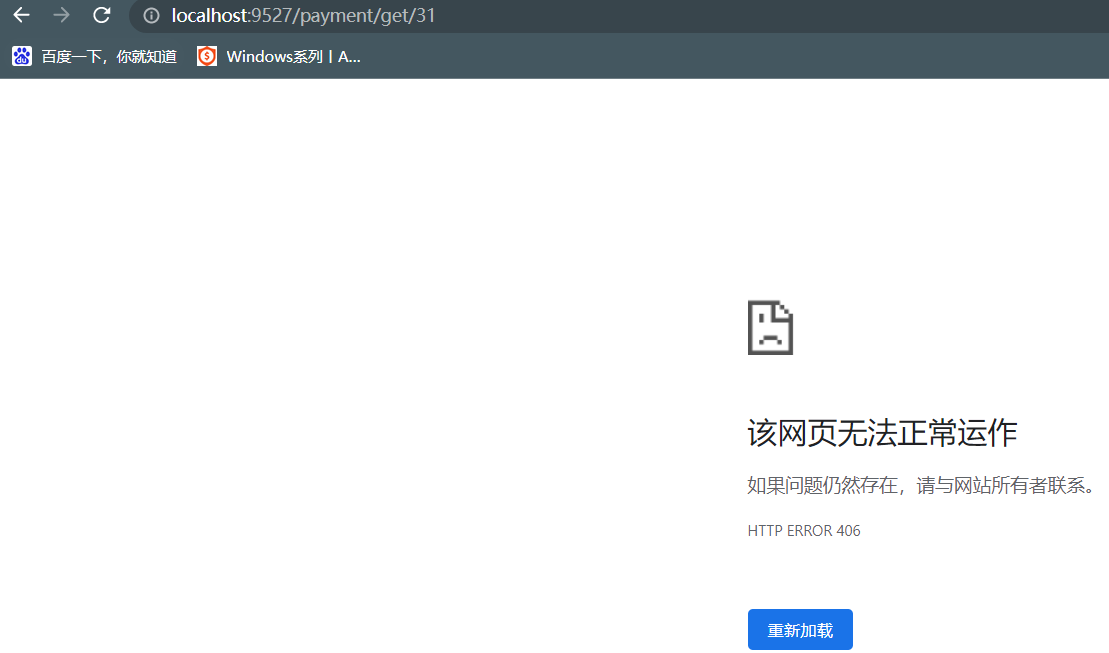 localhost:9527/payment/get/31
百度一下，你就知道 Windows系列丨A...
该网页无法正常运作
如果问题仍然存在，请与网站所有者联系。
HTTP ERROR 406
重新加载